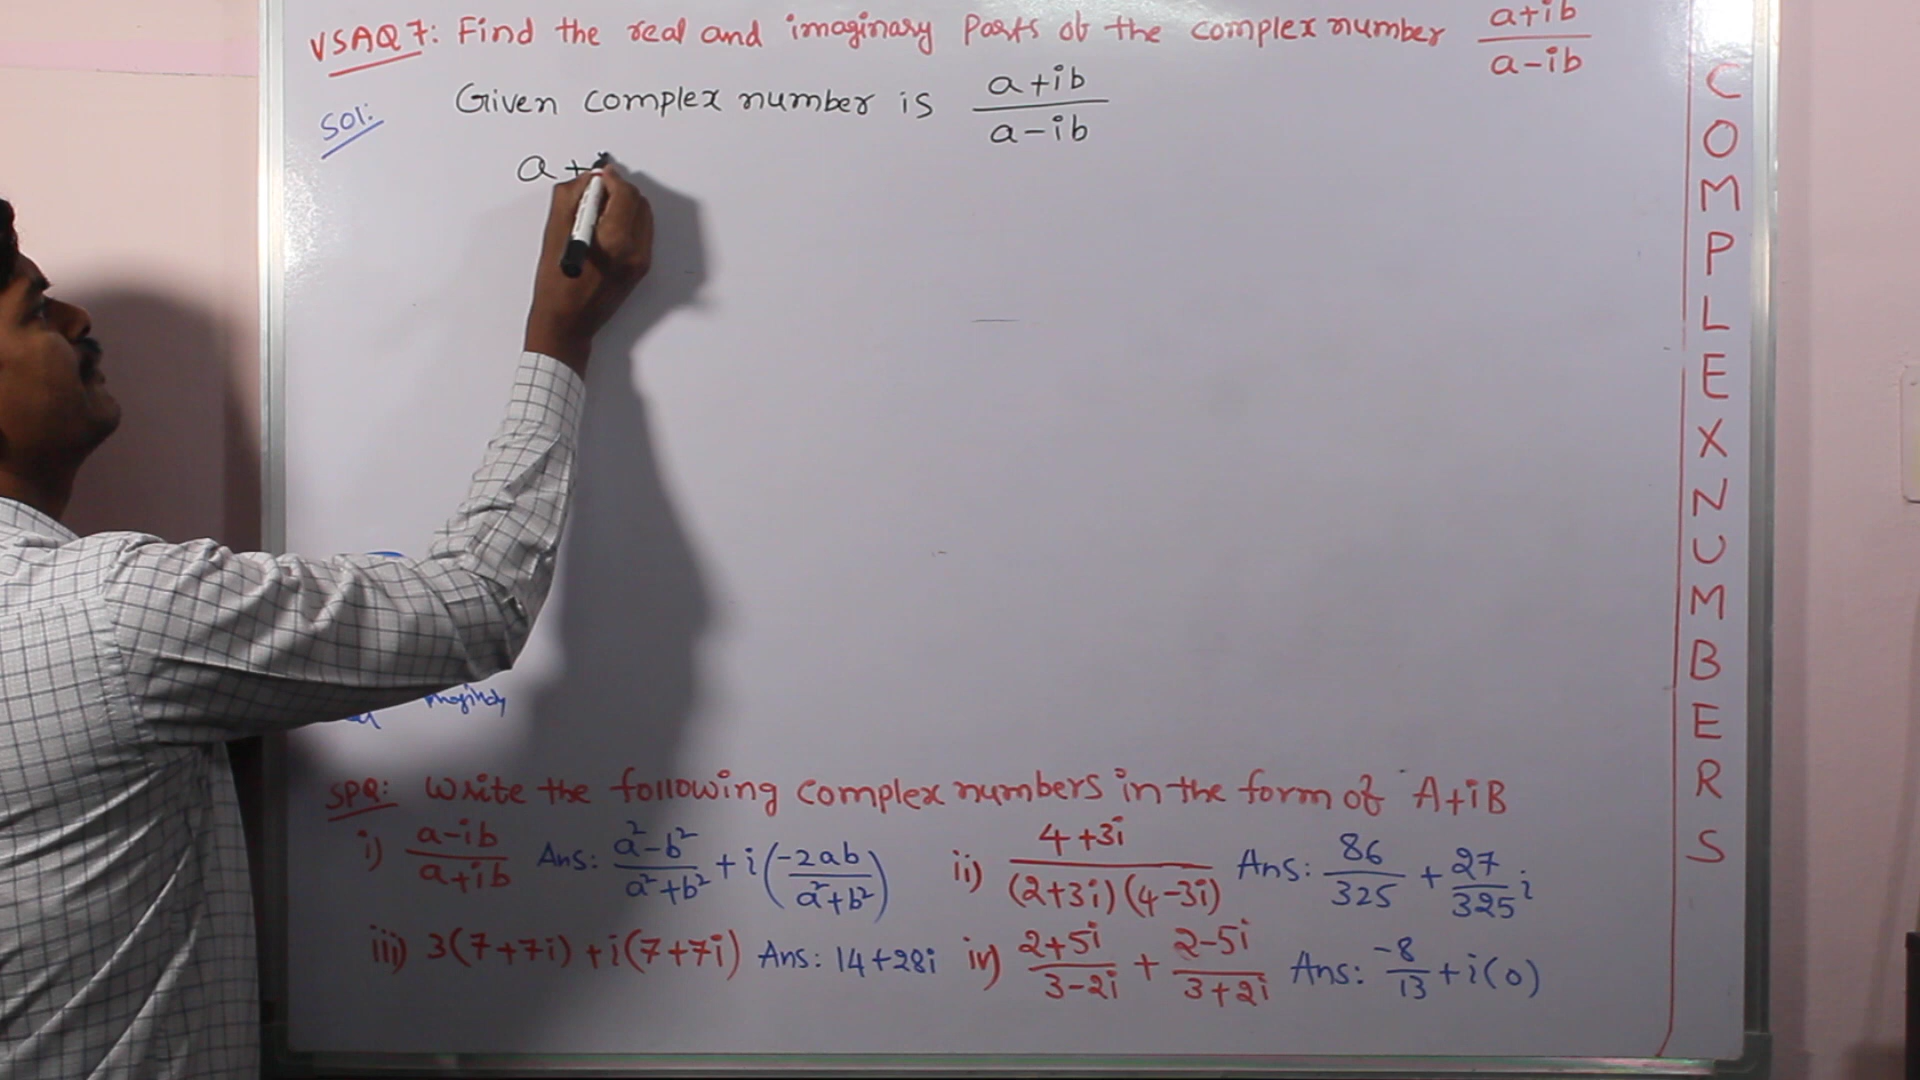 VSAQ 7: Find the real and imaginary Parts of the complex number a+ib / a-ib
Sol: Given complex number is a+ib / a-ib
a +
imaginary
SPQ: Write the following complex numbers in the form of A+iB
i) a-ib / a+ib Ans: a²-b² / a²+b² + i(-2ab / a²+b²) ii) 4+3i / (2+3i)(4-3i) Ans: 86/325 + 27/325 i
iii) 3(7+7i)+i(7+7i) Ans: 14+28i iv) 2+5i / 3-2i + 2-5i / 3+2i Ans: -8/13 + i(0)
COMPLEX NUMBERS